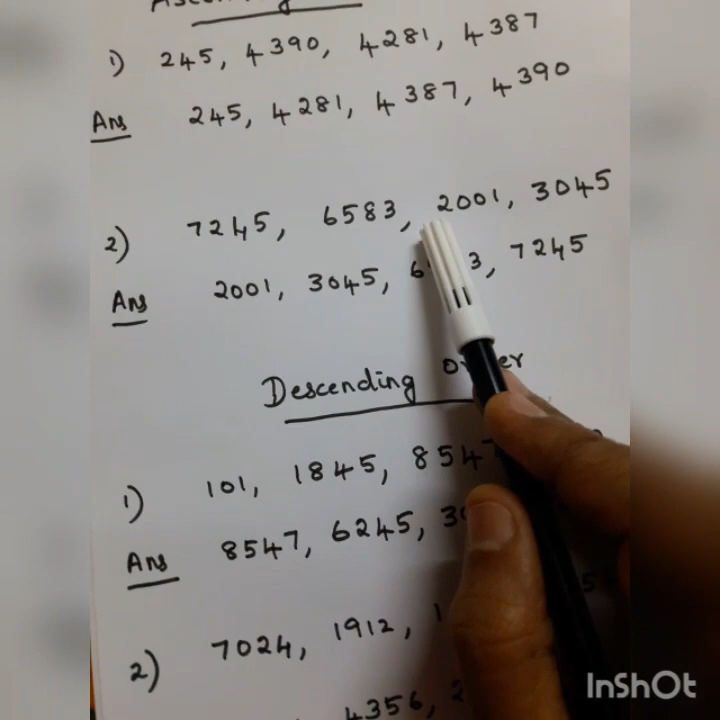 1) 245, 4390, 4281, 4387
Ans 245, 4281, 4387, 4390
2) 7245, 6583, 2001, 3045
Ans 2001, 3045, 7245
Descending
1) 101, 1845, 8547
Ans 8547, 6245,
2) 7024, 1912,
4356,
InShOt